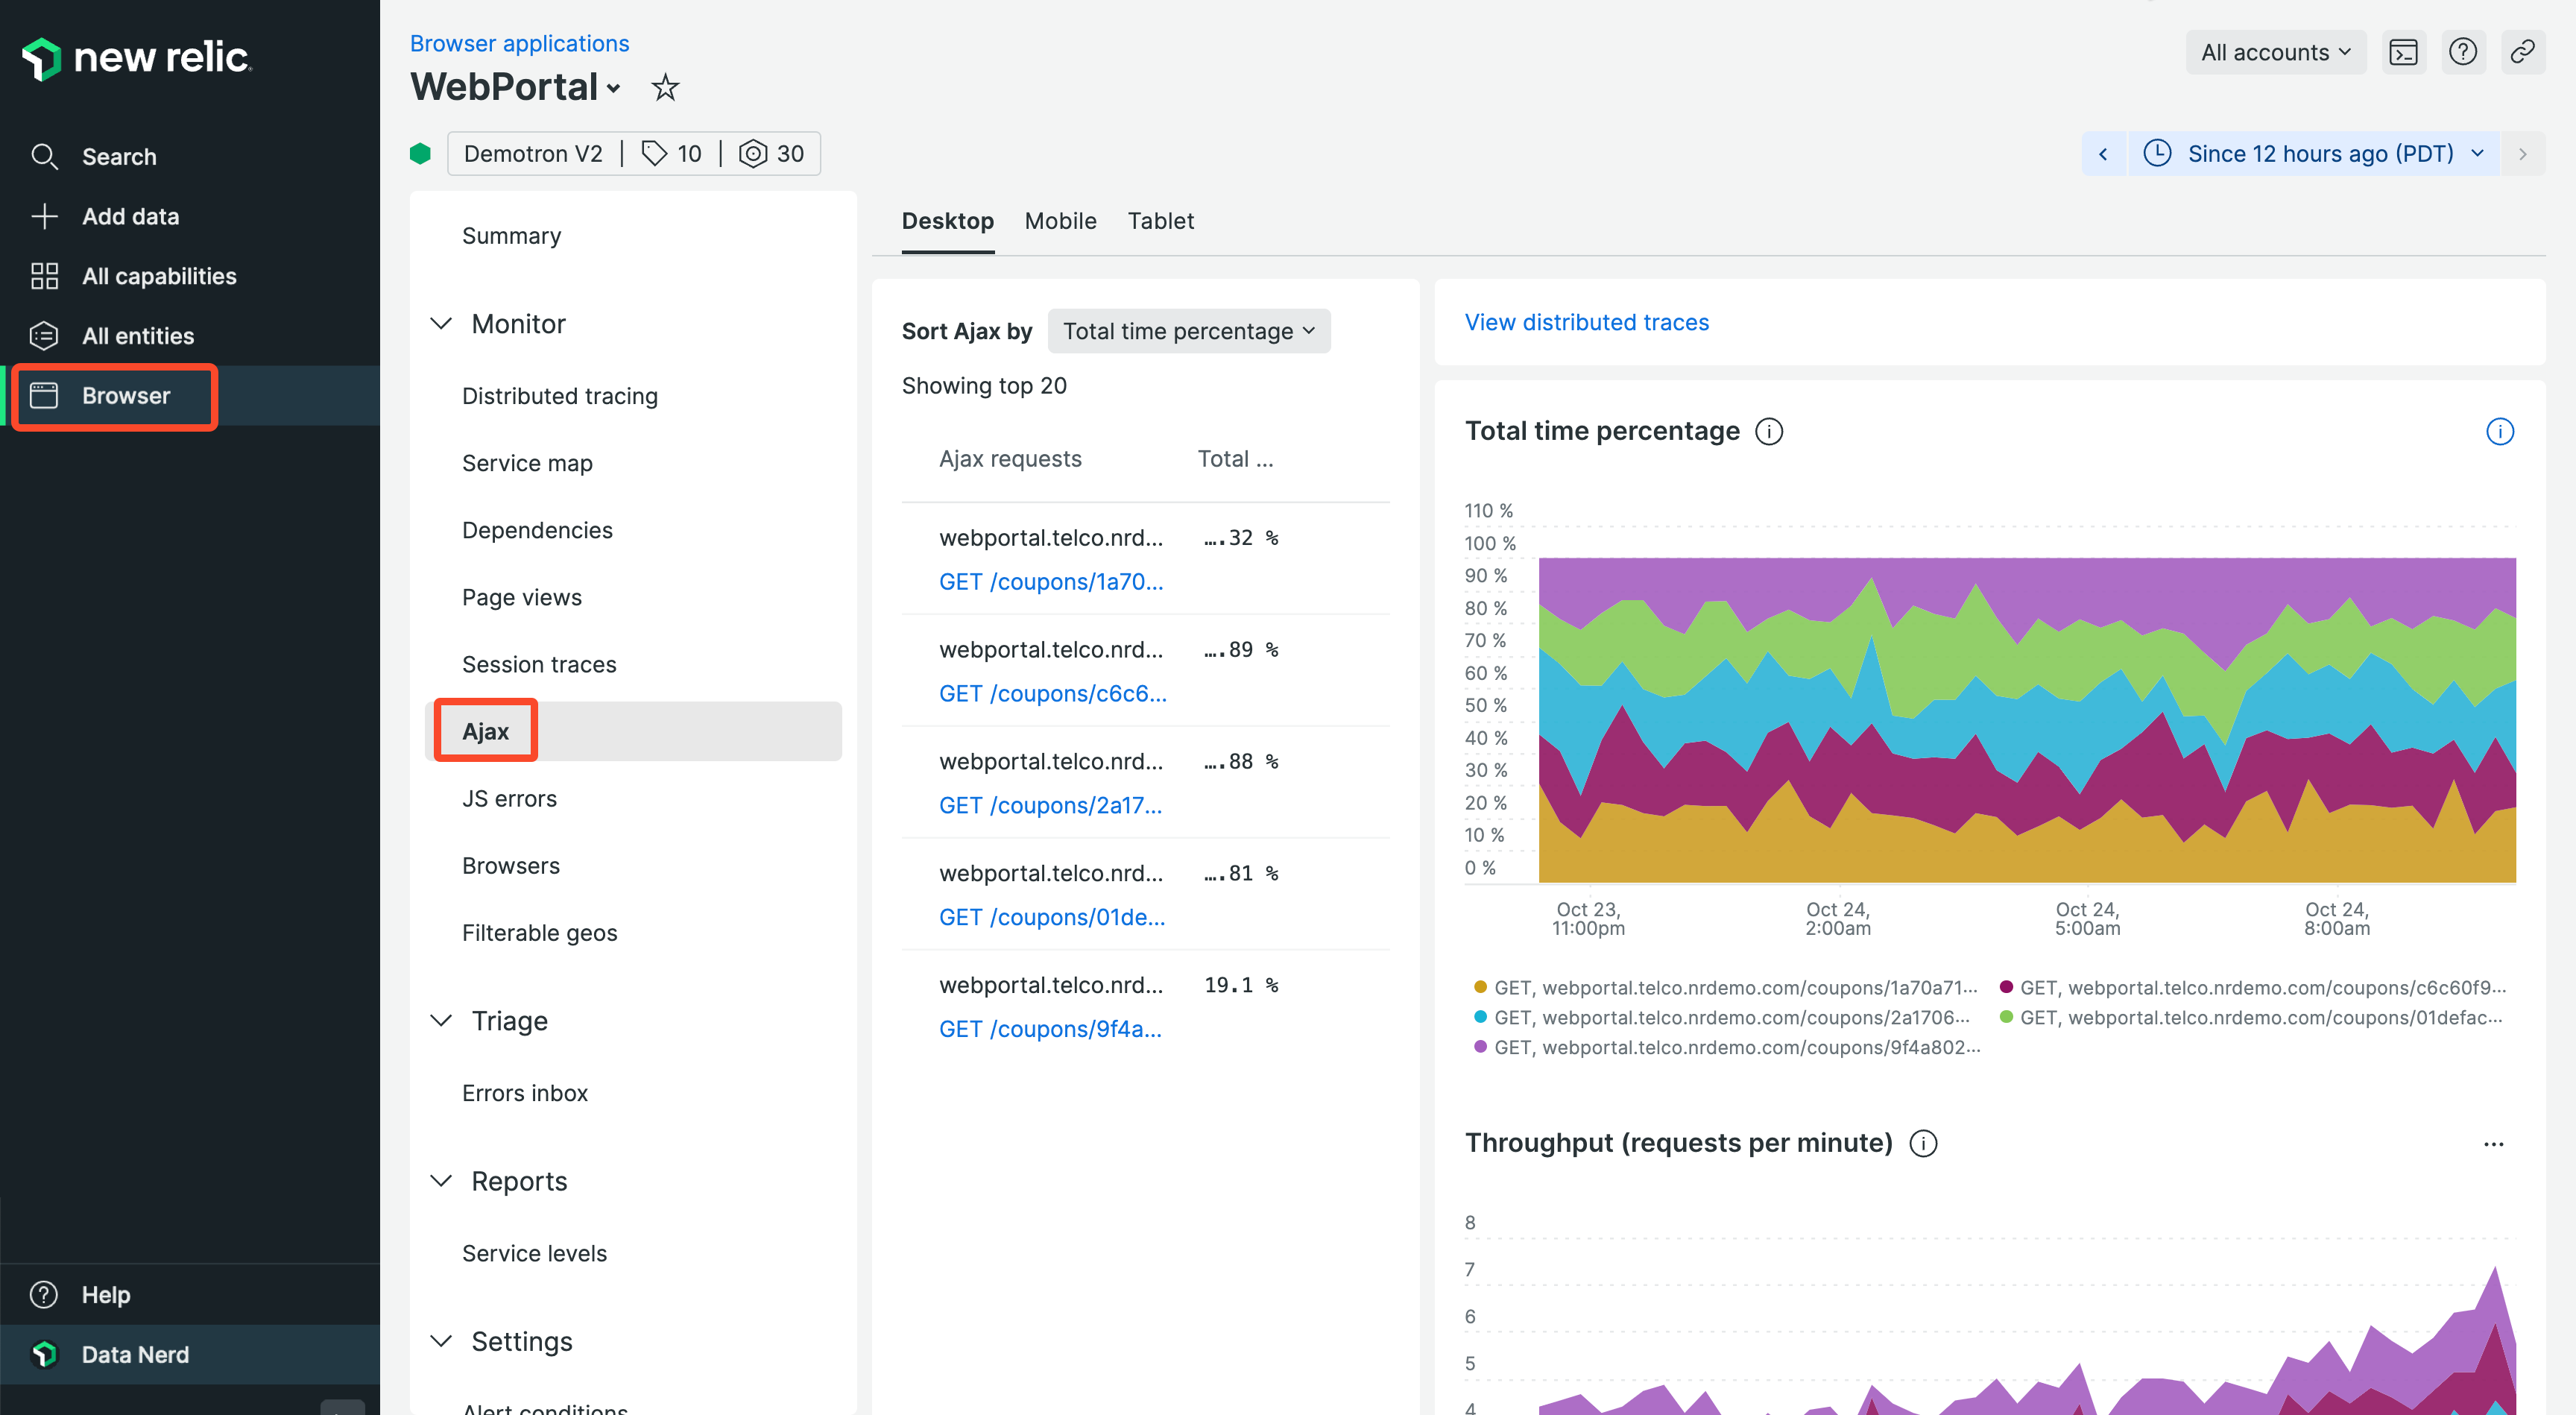 new relic
Search
Add data
All capabilities
All entities
Browser
Help
Data Nerd
Browser applications
WebPortal
Demotron V2 | 10 | 30
All accounts
Since 12 hours ago (PDT)
Summary
Monitor
Distributed tracing
Service map
Dependencies
Page views
Session traces
Ajax
JS errors
Browsers
Filterable geos
Triage
Errors inbox
Reports
Service levels
Settings
Alert conditions
Desktop Mobile Tablet
Sort Ajax by Total time percentage
Showing top 20
Ajax requests Total ...
webportal.telco.nrd... ….32 %
GET /coupons/1a70...
webportal.telco.nrd... ….89 %
GET /coupons/c6c6...
webportal.telco.nrd... ….88 %
GET /coupons/2a17...
webportal.telco.nrd... ….81 %
GET /coupons/01de...
webportal.telco.nrd... 19.1 %
GET /coupons/9f4a...
View distributed traces
Total time percentage
110 %
100 %
90 %
80 %
70 %
60 %
50 %
40 %
30 %
20 %
10 %
0 %
Oct 23, Oct 24, Oct 24, Oct 24,
11:00pm 2:00am 5:00am 8:00am
GET, webportal.telco.nrdemo.com/coupons/1a70a71... GET, webportal.telco.nrdemo.com/coupons/c6c60f9...
GET, webportal.telco.nrdemo.com/coupons/2a1706... GET, webportal.telco.nrdemo.com/coupons/01defac...
GET, webportal.telco.nrdemo.com/coupons/9f4a802...
Throughput (requests per minute)
...
8
7
6
5
4